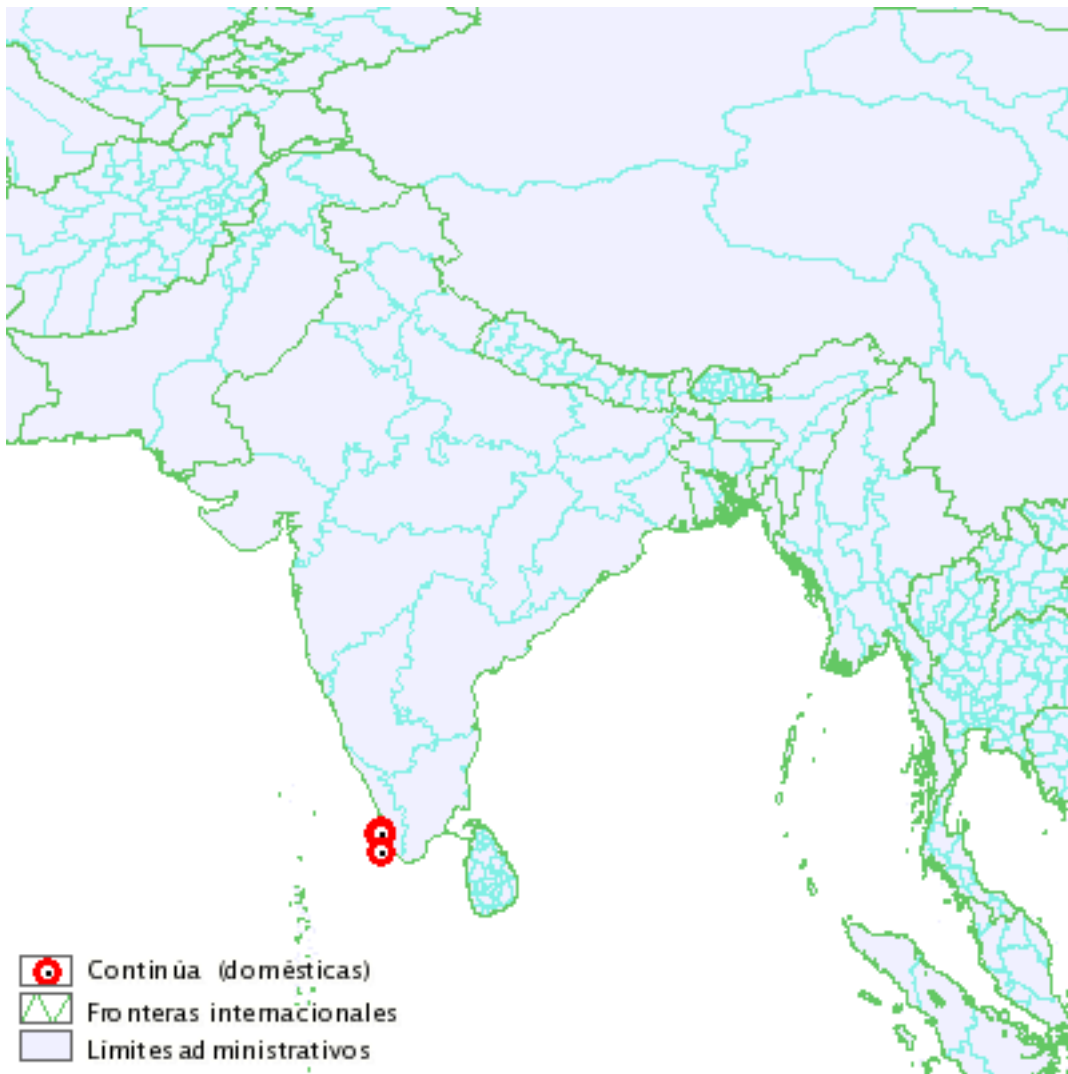 Continúa (domésticas)
Fronteras internacionales
Límites administrativos